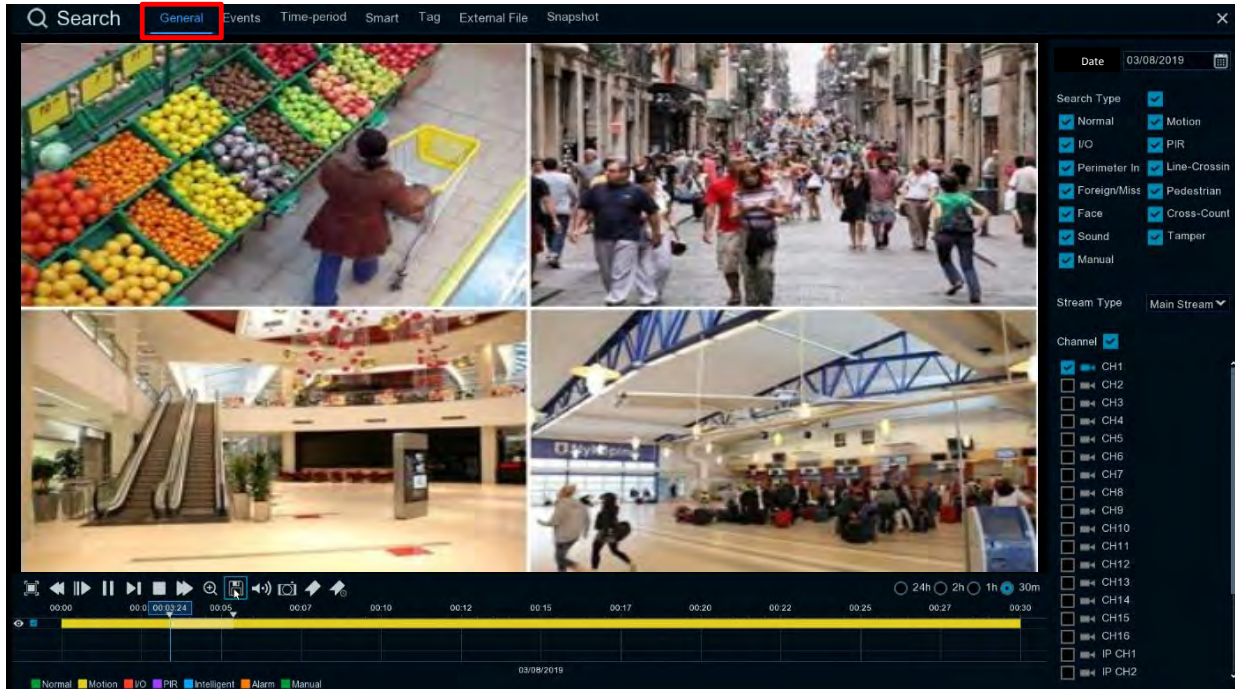 Search General Events Time-period Smart Tag External File Snapshot
Date 03/08/2019
Search Type
Normal Motion
I/O PIR
Perimeter In Line-Crossin
Foreign/Miss Pedestrian
Face Cross-Count
Sound Tamper
Manual
Stream Type Main Stream
Channel
CH1
CH2
CH3
CH4
CH5
CH6
CH7
CH8
CH9
CH10
CH11
CH12
CH13
CH14
CH15
CH16
IP CH1
IP CH2
24h 2h 1h 30m
00:00 00:0 00:03:24 00:05 00:07 00:10 00:12 00:15 00:17 00:20 00:22 00:25 00:27 00:30
03/08/2019
Normal Motion I/O PIR Intelligent Alarm Manual